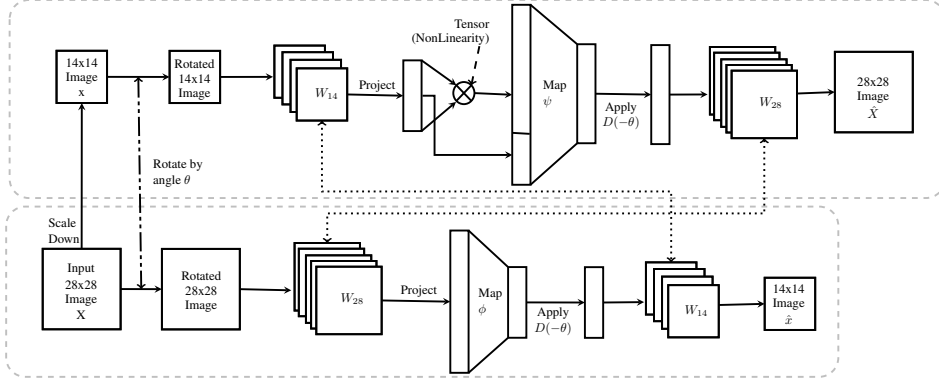 14x14
Image
x
Rotated
14x14
Image
W₁₄
Project
Tensor
(NonLinearity)
Map
ψ
Apply
D(−θ)
W₂₈
28x28
Image
X̂
Rotate by
angle θ
Scale
Down
Input
28x28
Image
X
Rotated
28x28
Image
W₂₈
Project
Map
ϕ
Apply
D(−θ)
W₁₄
14x14
Image
x̂